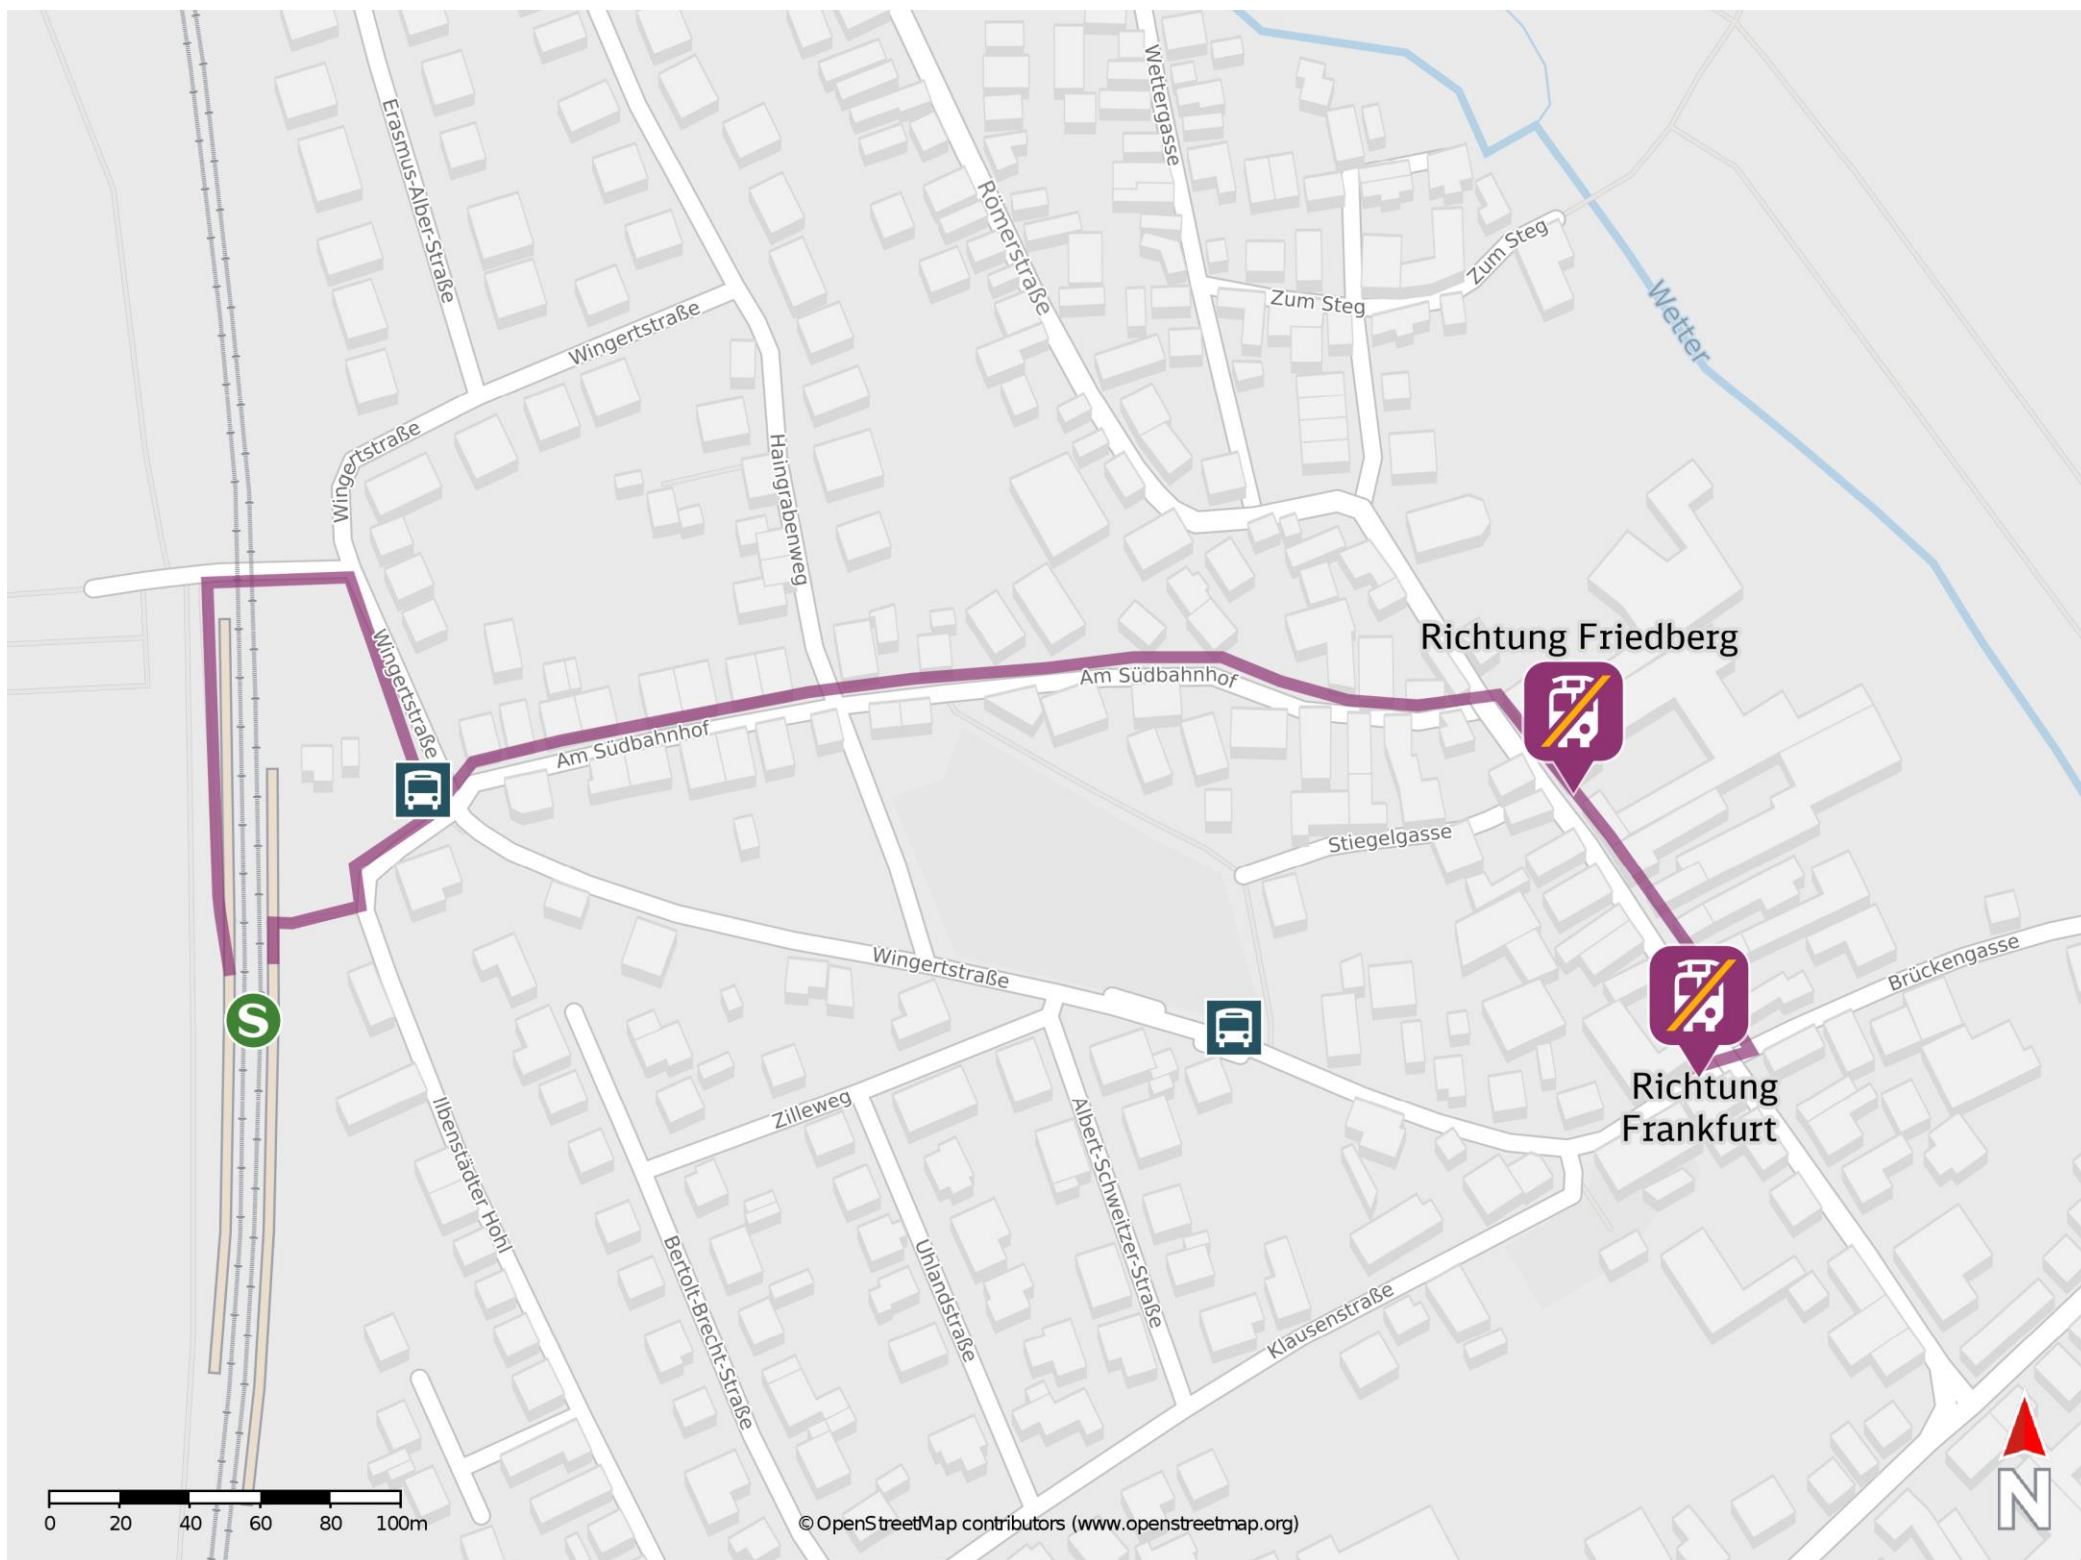 Wettergasse
Erasmus-Alber-Straße
Römerstraße
Zum Steg
Zum Steg
Wetter
Wingertstraße
Wingertstraße
Haingrabenweg
Richtung Friedberg
Wingertstraße
Am Südbahnhof
Am Südbahnhof
Stiegelgasse
Wingertstraße
Brückengasse
S
Richtung
Frankfurt
Zilleweg
Ilbenstädter Hohl
Albert-Schweitzer-Straße
Bertolt-Brecht-Straße
Uhlandstraße
Klausenstraße
N
0 20 40 60 80 100m
© OpenStreetMap contributors (www.openstreetmap.org)